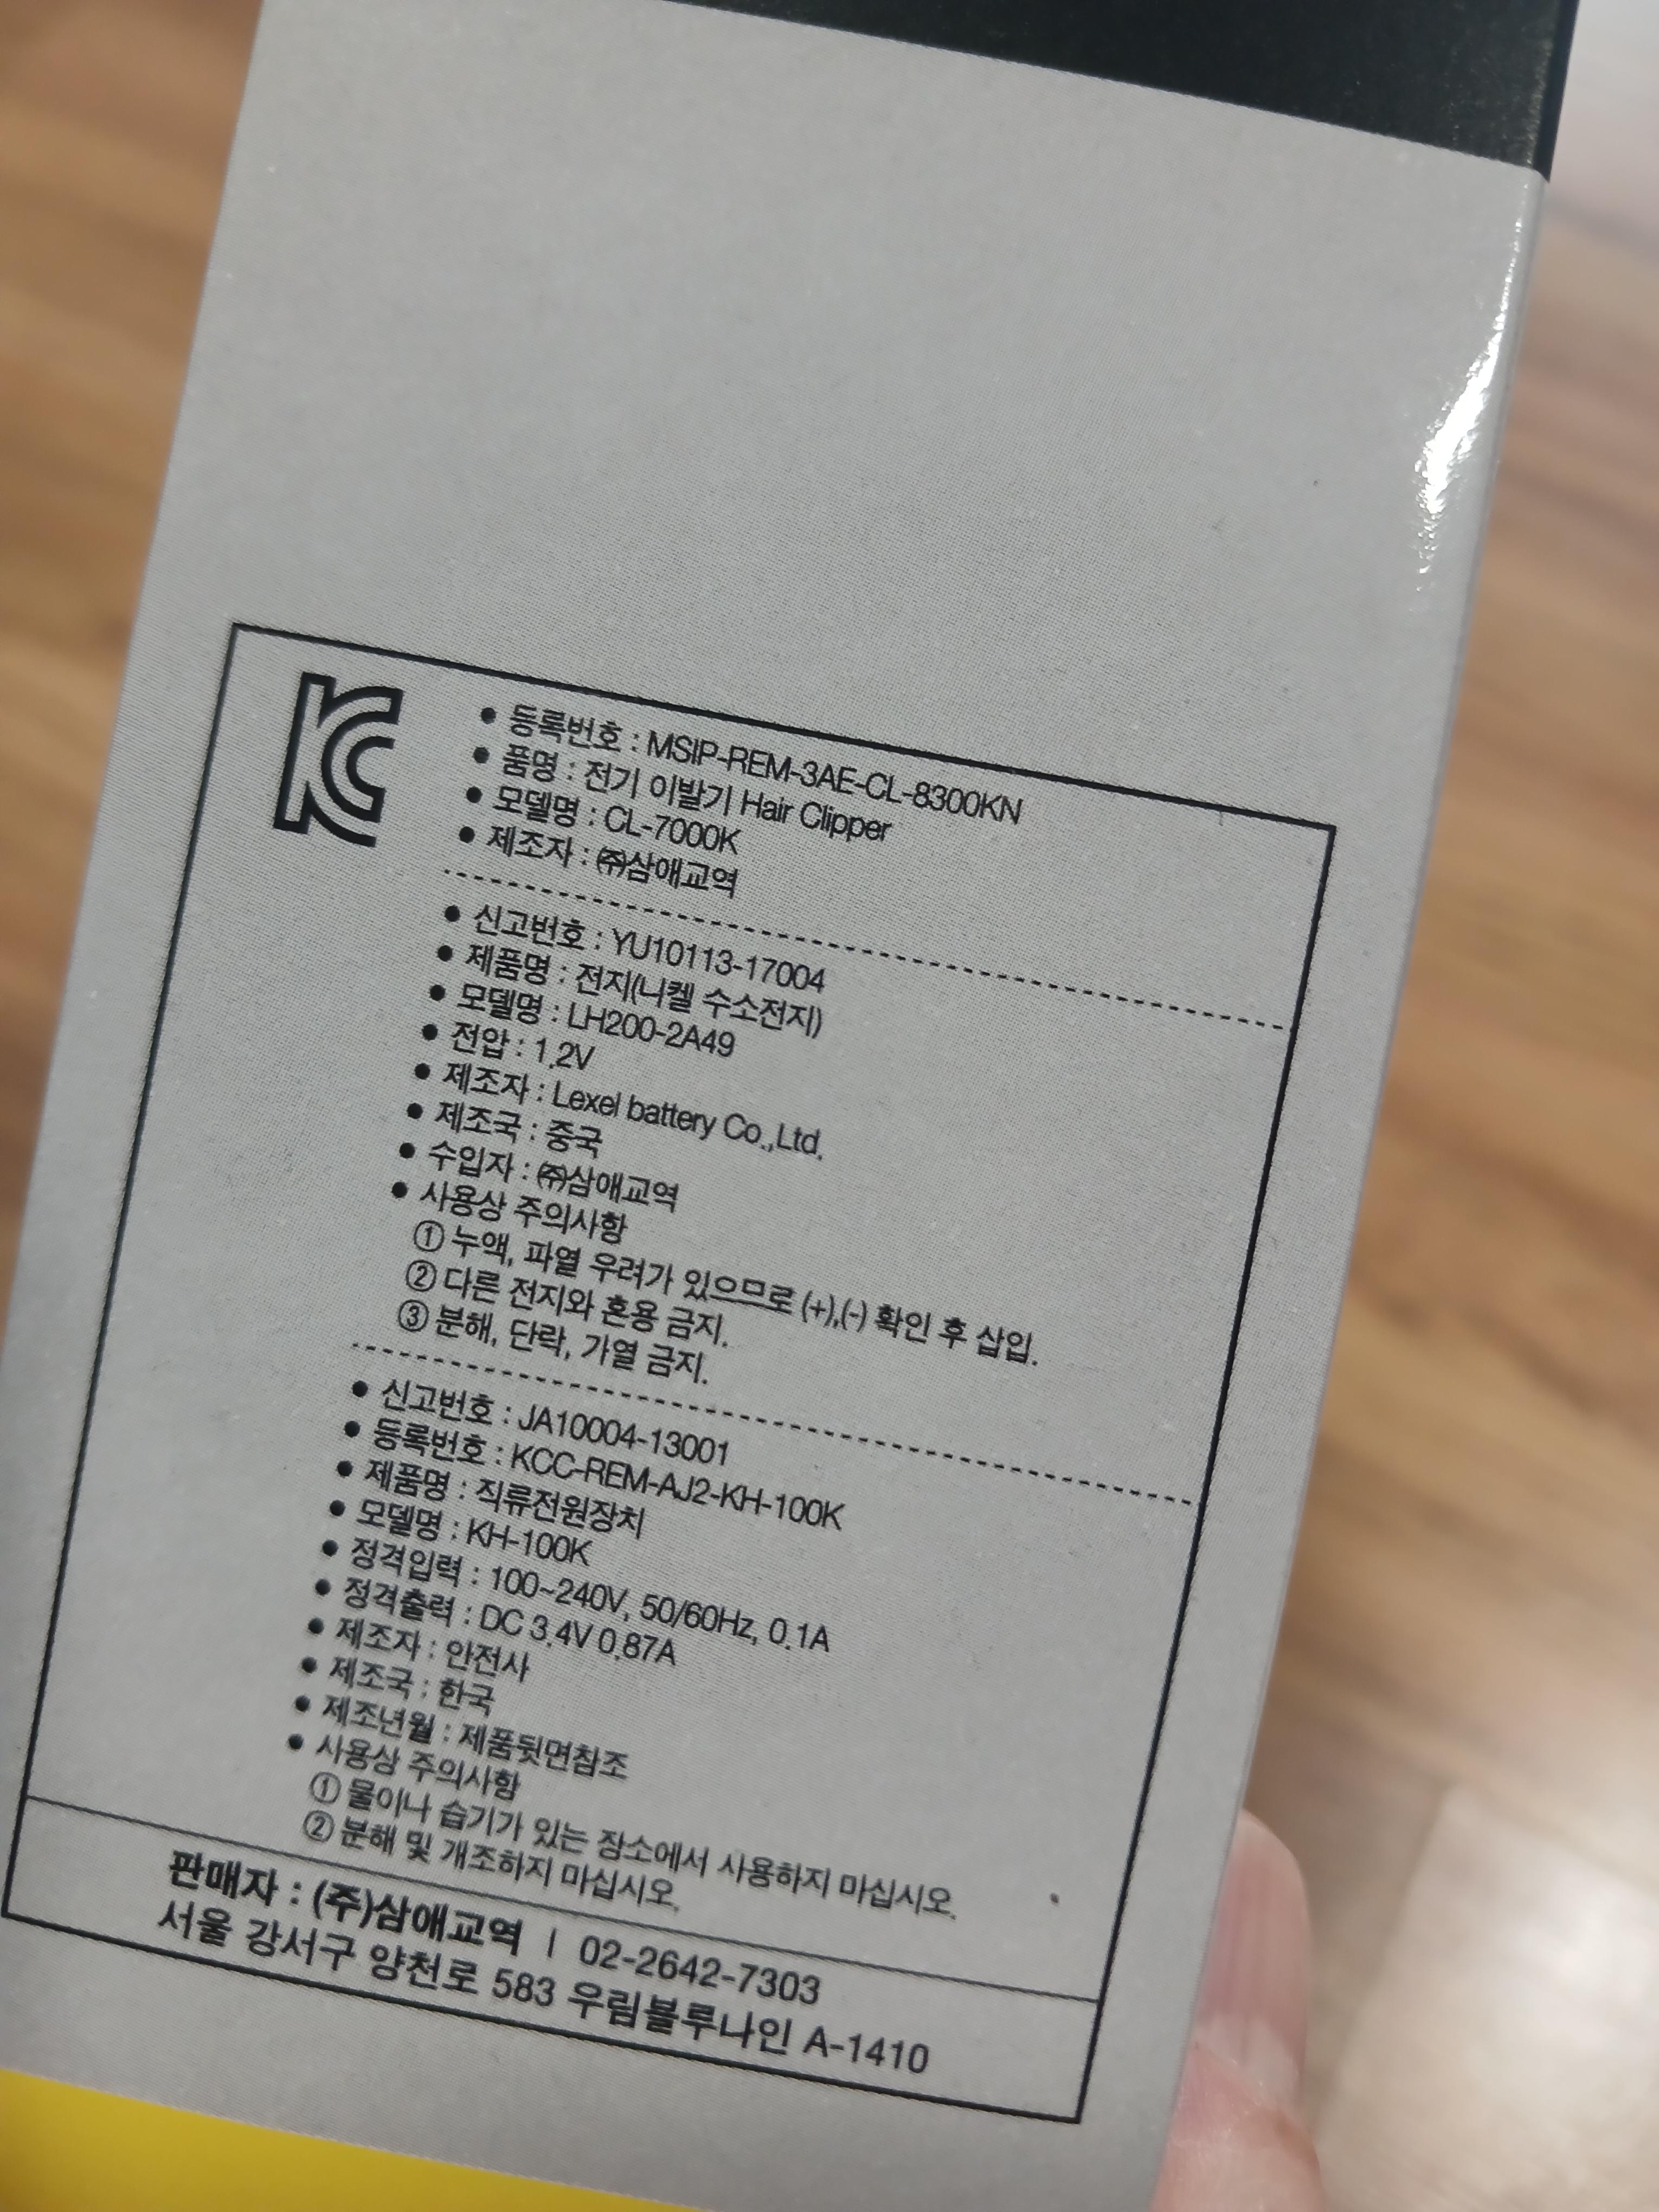 KC
• 등록번호 : MSIP-REM-3AE-CL-8300KN
• 품명 : 전기 이발기 Hair Clipper
• 모델명 : CL-7000K
• 제조자 : ㈜삼애교역
• 신고번호 : YU10113-17004
• 제품명 : 전지(니켈 수소전지)
• 모델명 : LH200-2A49
• 전압 : 1.2V
• 제조자 : Lexel battery Co.,Ltd.
• 제조국 : 중국
• 수입자 : ㈜삼애교역
• 사용상 주의사항
① 누액, 파열 우려가 있으므로 (+),(-) 확인 후 삽입.
② 다른 전지와 혼용 금지.
③ 분해, 단락, 가열 금지.
• 신고번호 : JA10004-13001
• 등록번호 : KCC-REM-AJ2-KH-100K
• 제품명 : 직류전원장치
• 모델명 : KH-100K
• 정격입력 : 100~240V, 50/60Hz, 0.1A
• 정격출력 : DC 3.4V 0.87A
• 제조자 : 안전사
• 제조국 : 한국
• 제조년월 : 제품뒷면참조
• 사용상 주의사항
① 물이나 습기가 있는 장소에서 사용하지 마십시오.
② 분해 및 개조하지 마십시오.
판매자 : (주)삼애교역 | 02-2642-7303
서울 강서구 양천로 583 우림블루나인 A-1410